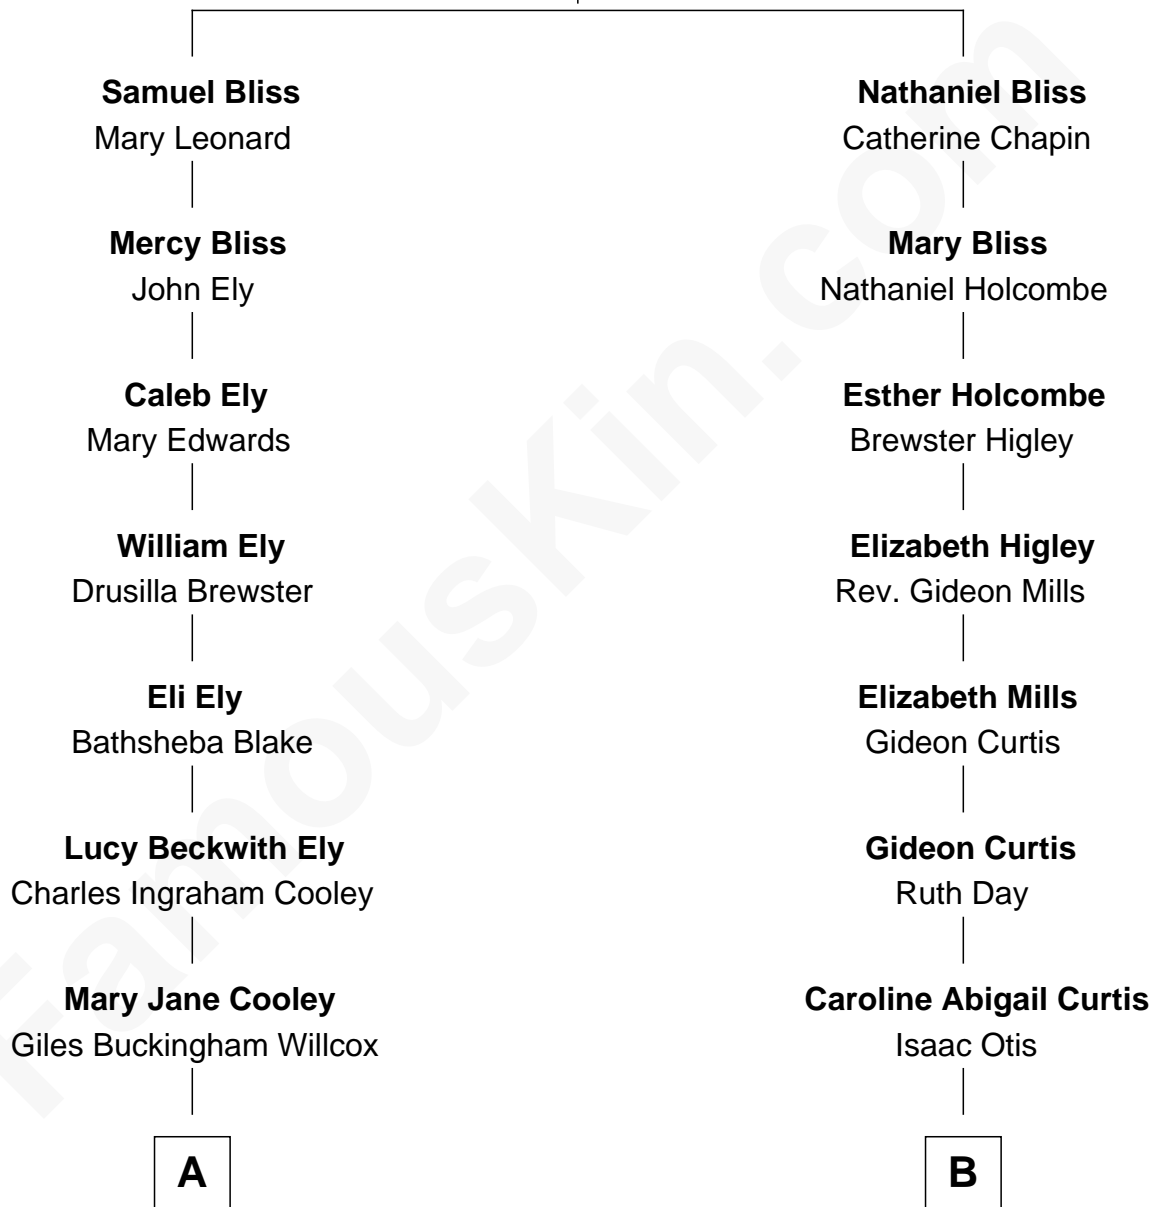 Samuel Bliss
Mary Leonard
Mercy Bliss
John Ely
Caleb Ely
Mary Edwards
William Ely
Drusilla Brewster
Eli Ely
Bathsheba Blake
Lucy Beckwith Ely
Charles Ingraham Cooley
Mary Jane Cooley
Giles Buckingham Willcox
A
Nathaniel Bliss
Catherine Chapin
Mary Bliss
Nathaniel Holcombe
Esther Holcombe
Brewster Higley
Elizabeth Higley
Rev. Gideon Mills
Elizabeth Mills
Gideon Curtis
Gideon Curtis
Ruth Day
Caroline Abigail Curtis
Isaac Otis
B
FamousKin.com